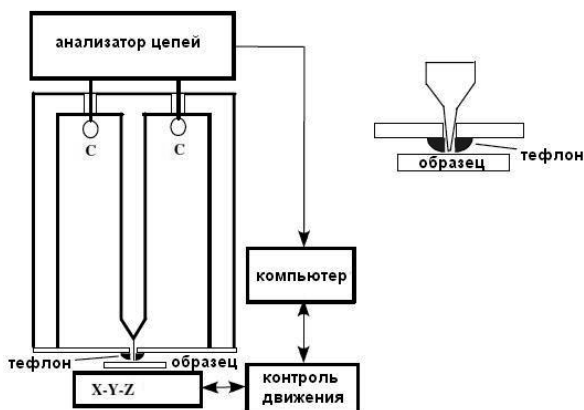 анализатор цепей
C
C
компьютер
тефлон
образец
X-Y-Z
контроль
движения
образец
тефлон